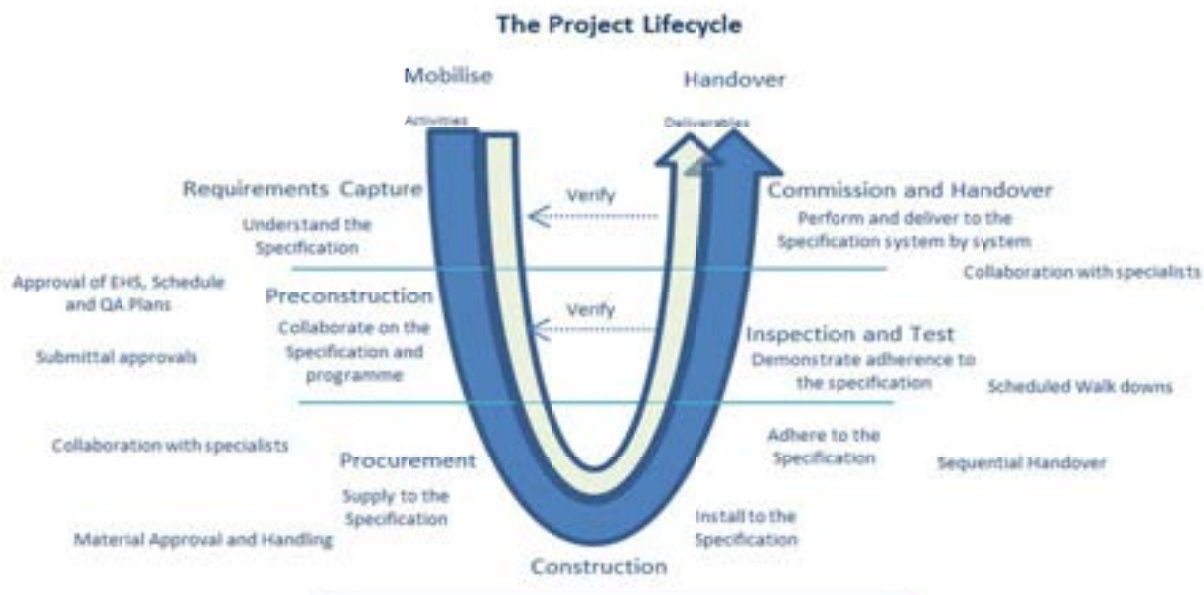 The Project Lifecycle
Mobilise
Handover
Activities
Deliverables
Requirements Capture
Verify
Commission and Handover
Understand the
Specification
Perform and deliver to the
Specification system by system
Approval of EHS, Schedule
and QA Plans
Collaboration with specialists
Preconstruction
Verify
Collaborate on the
Specification and
programme
Inspection and Test
Demonstrate adherence to
the specification
Submittal approvals
Scheduled Walk downs
Collaboration with specialists
Procurement
Adhere to the
Specification
Sequential Handover
Supply to the
Specification
Install to the
Specification
Material Approval and Handling
Construction